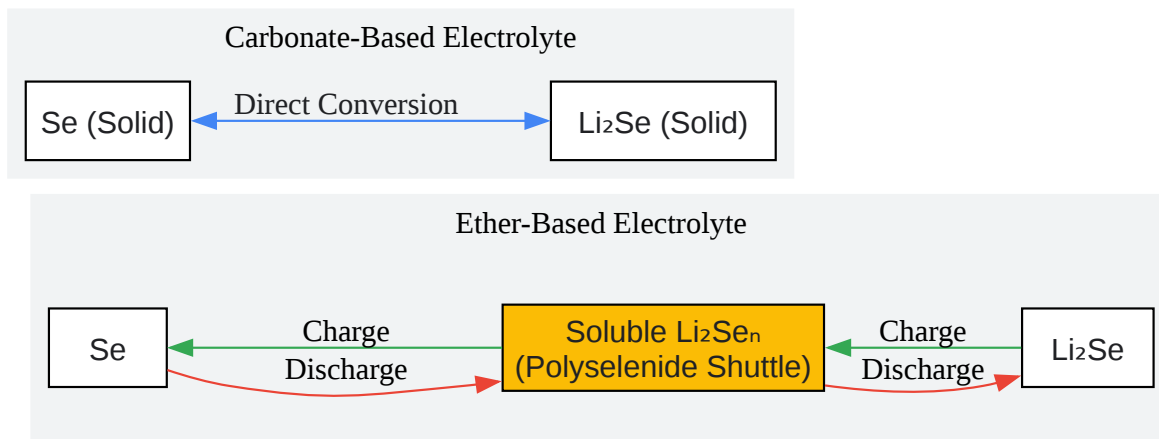 Carbonate-Based Electrolyte
Se (Solid)
Direct Conversion
Li₂Se (Solid)
Ether-Based Electrolyte
Se
Charge
Discharge
Soluble Li₂Seₙ
(Polyselenide Shuttle)
Charge
Discharge
Li₂Se